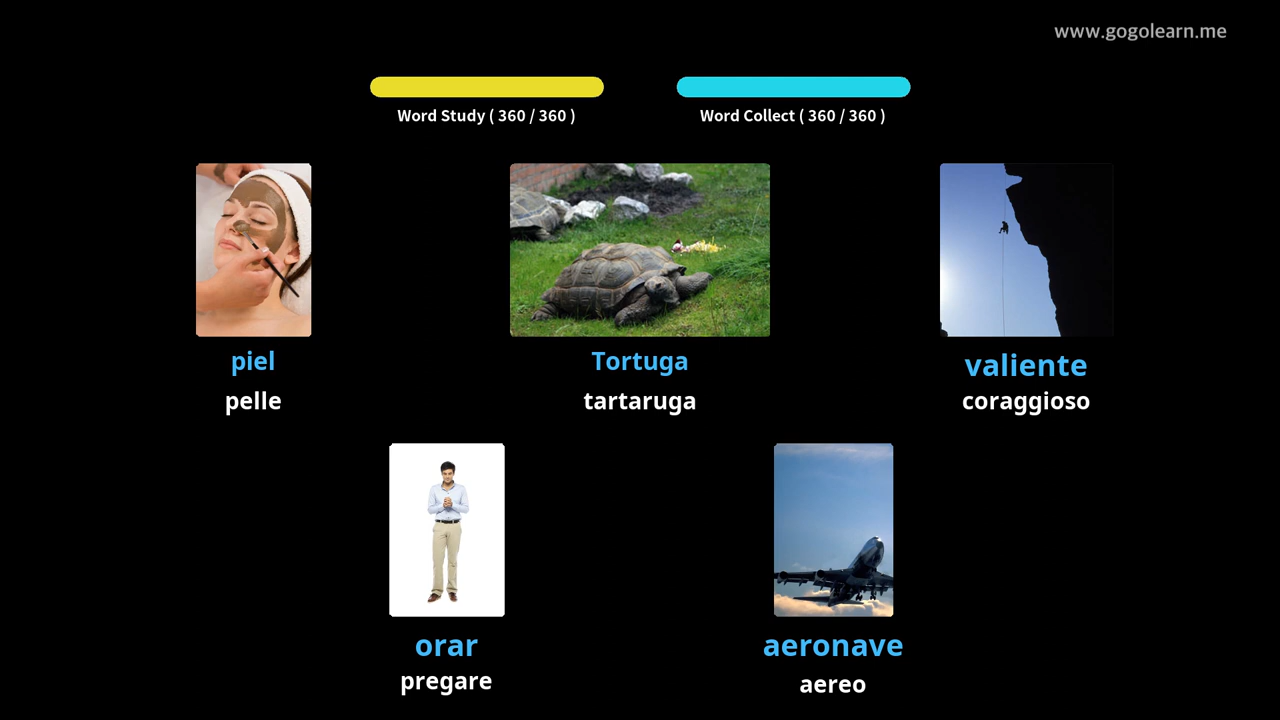 www.gogolearn.me
Word Study ( 360 / 360 )
Word Collect ( 360 / 360 )
piel
pelle
Tortuga
tartaruga
valiente
coraggioso
orar
pregare
aeronave
aereo